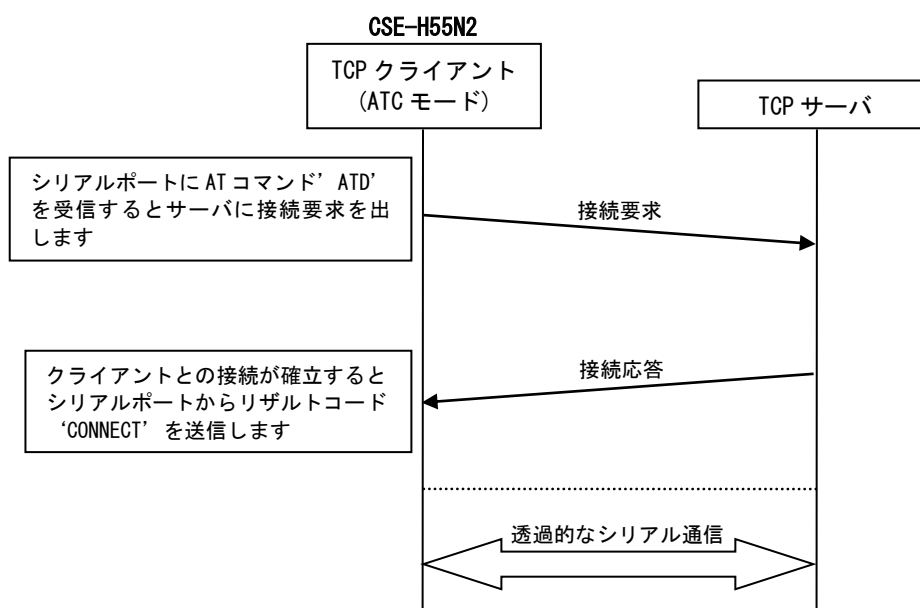 CSE-H55N2
TCP クライアント
(ATC モード)
TCP サーバ
シリアルポートに AT コマンド’ATD’
を受信するとサーバに接続要求を出
します
接続要求
クライアントとの接続が確立すると
シリアルポートからリザルトコード
‘CONNECT’を送信します
接続応答
透過的なシリアル通信